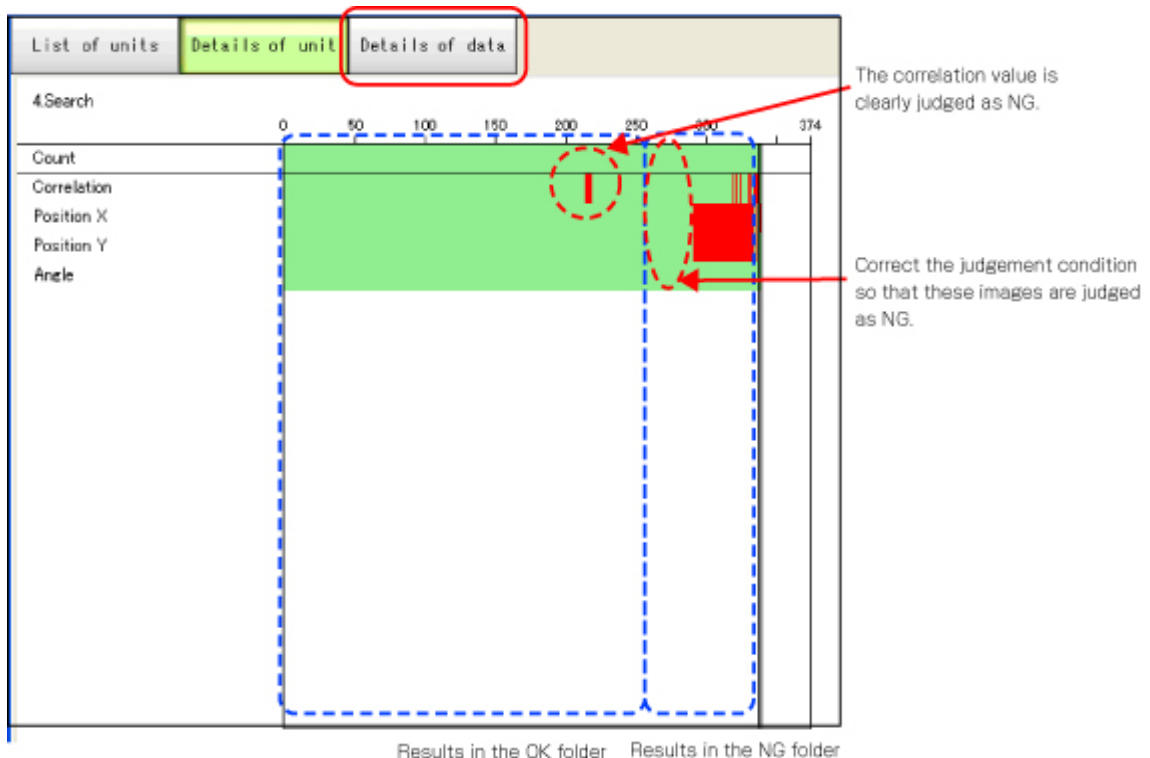 List of units Details of unit Details of data
The correlation value is
clearly judged as NG.
4.Search
0 50 100 150 200 250 300 374
Count
Correlation
Position X
Position Y
Angle
Correct the judgement condition
so that these images are judged
as NG.
Results in the OK folder Results in the NG folder